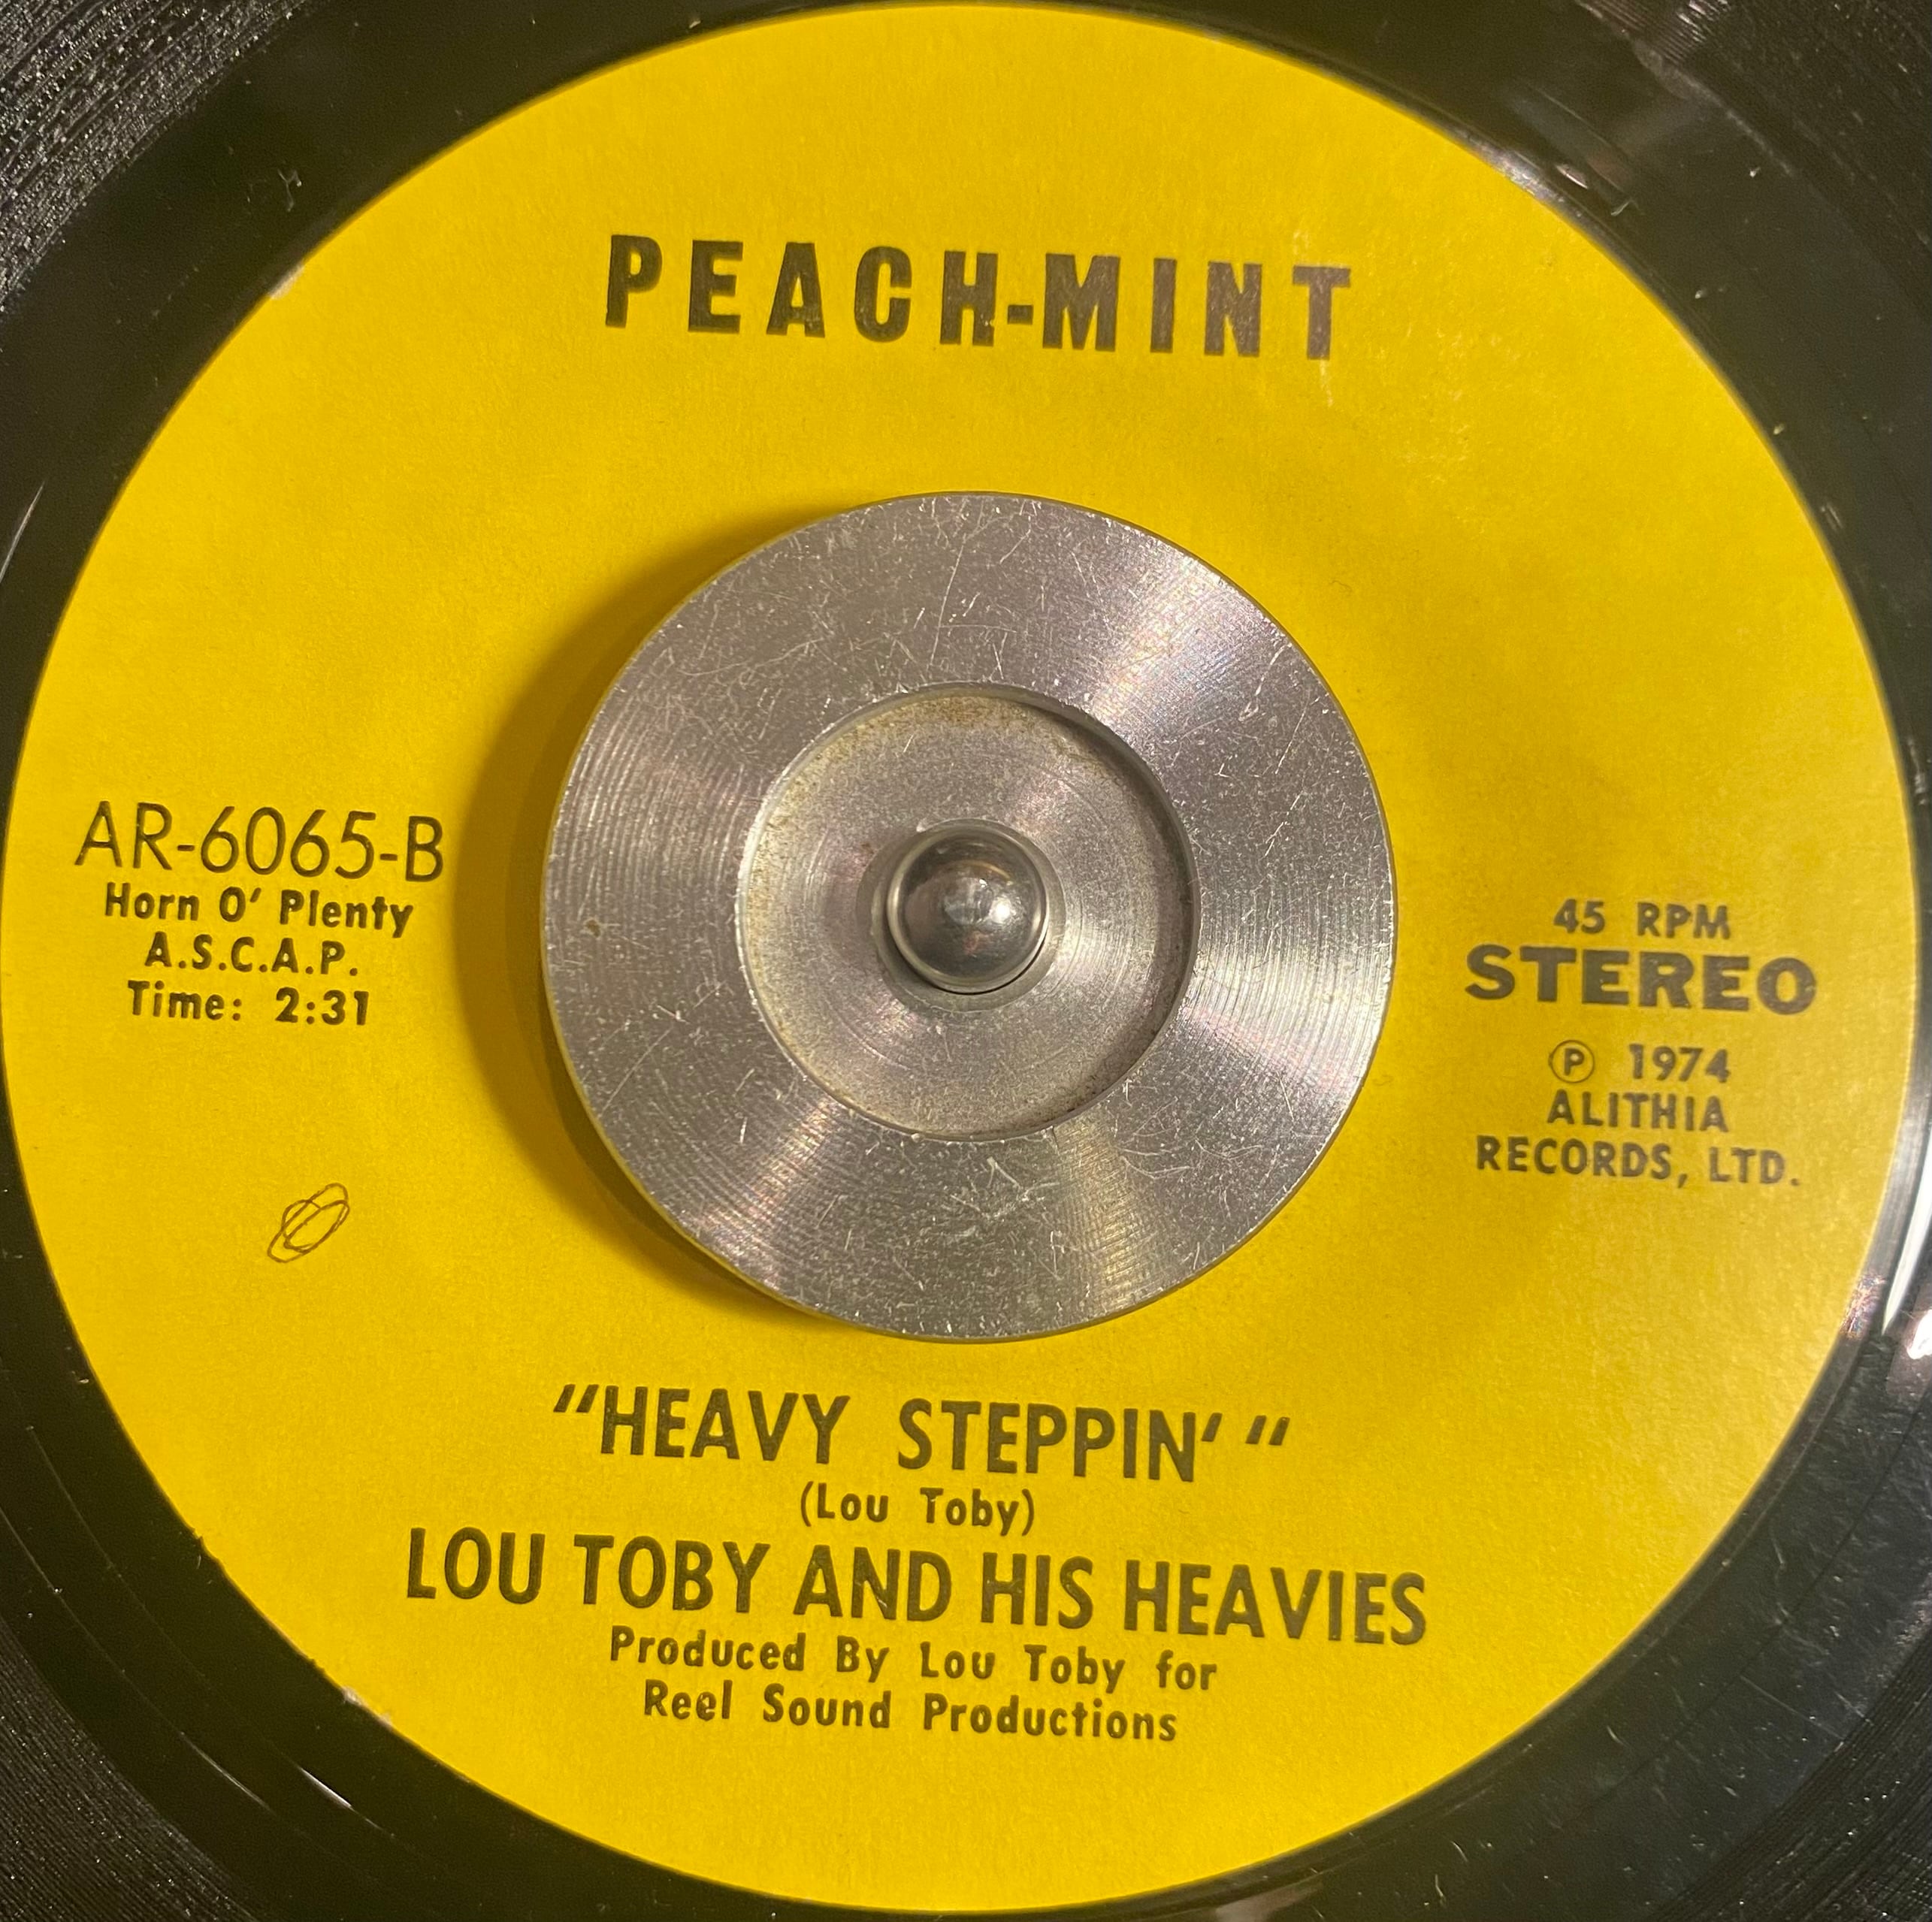 PEACH-MINT
AR-6065-B
Horn O' Plenty
A.S.C.A.P.
Time: 2:31
45 RPM
STEREO
Ⓟ 1974
ALITHIA
RECORDS, LTD.
"HEAVY STEPPIN' "
(Lou Toby)
LOU TOBY AND HIS HEAVIES
Produced By Lou Toby for
Reel Sound Productions